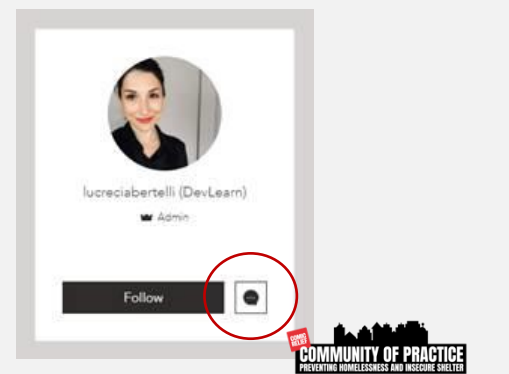 lucreciabertelli (DevLearn)
Admin
Follow
COMIC
RELIEF
COMMUNITY OF PRACTICE
PREVENTING HOMELESSNESS AND INSECURE SHELTER